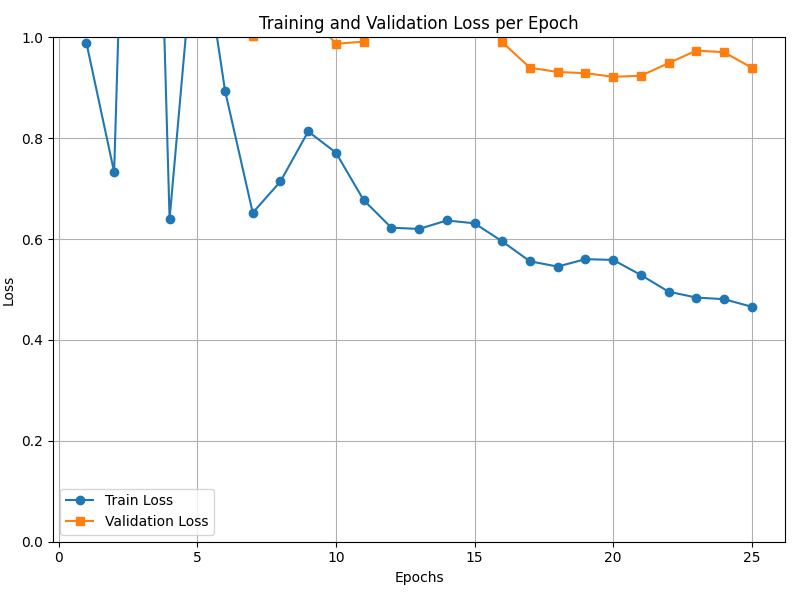 Training and Validation Loss per Epoch
1.0
0.8
0.6
0.4
0.2
0.0
Loss
Train Loss
Validation Loss
0 5 10 15 20 25
Epochs